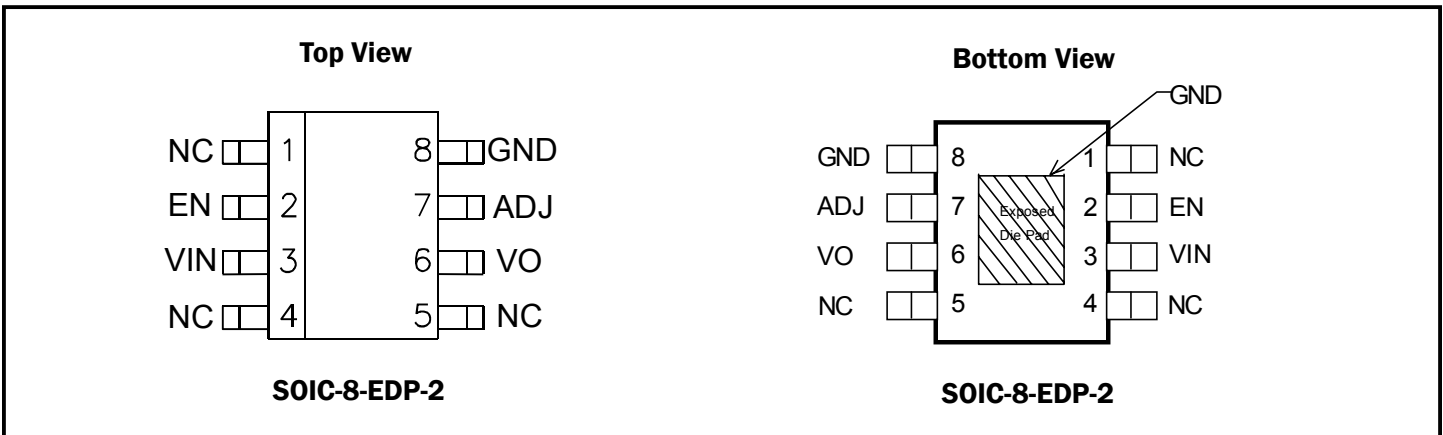 Top View
NC 1 8 GND
EN 2 7 ADJ
VIN 3 6 VO
NC 4 5 NC
SOIC-8-EDP-2
Bottom View
GND
GND 8 1 NC
ADJ 7 Exposed 2 EN
Die Pad
VO 6 3 VIN
NC 5 4 NC
SOIC-8-EDP-2